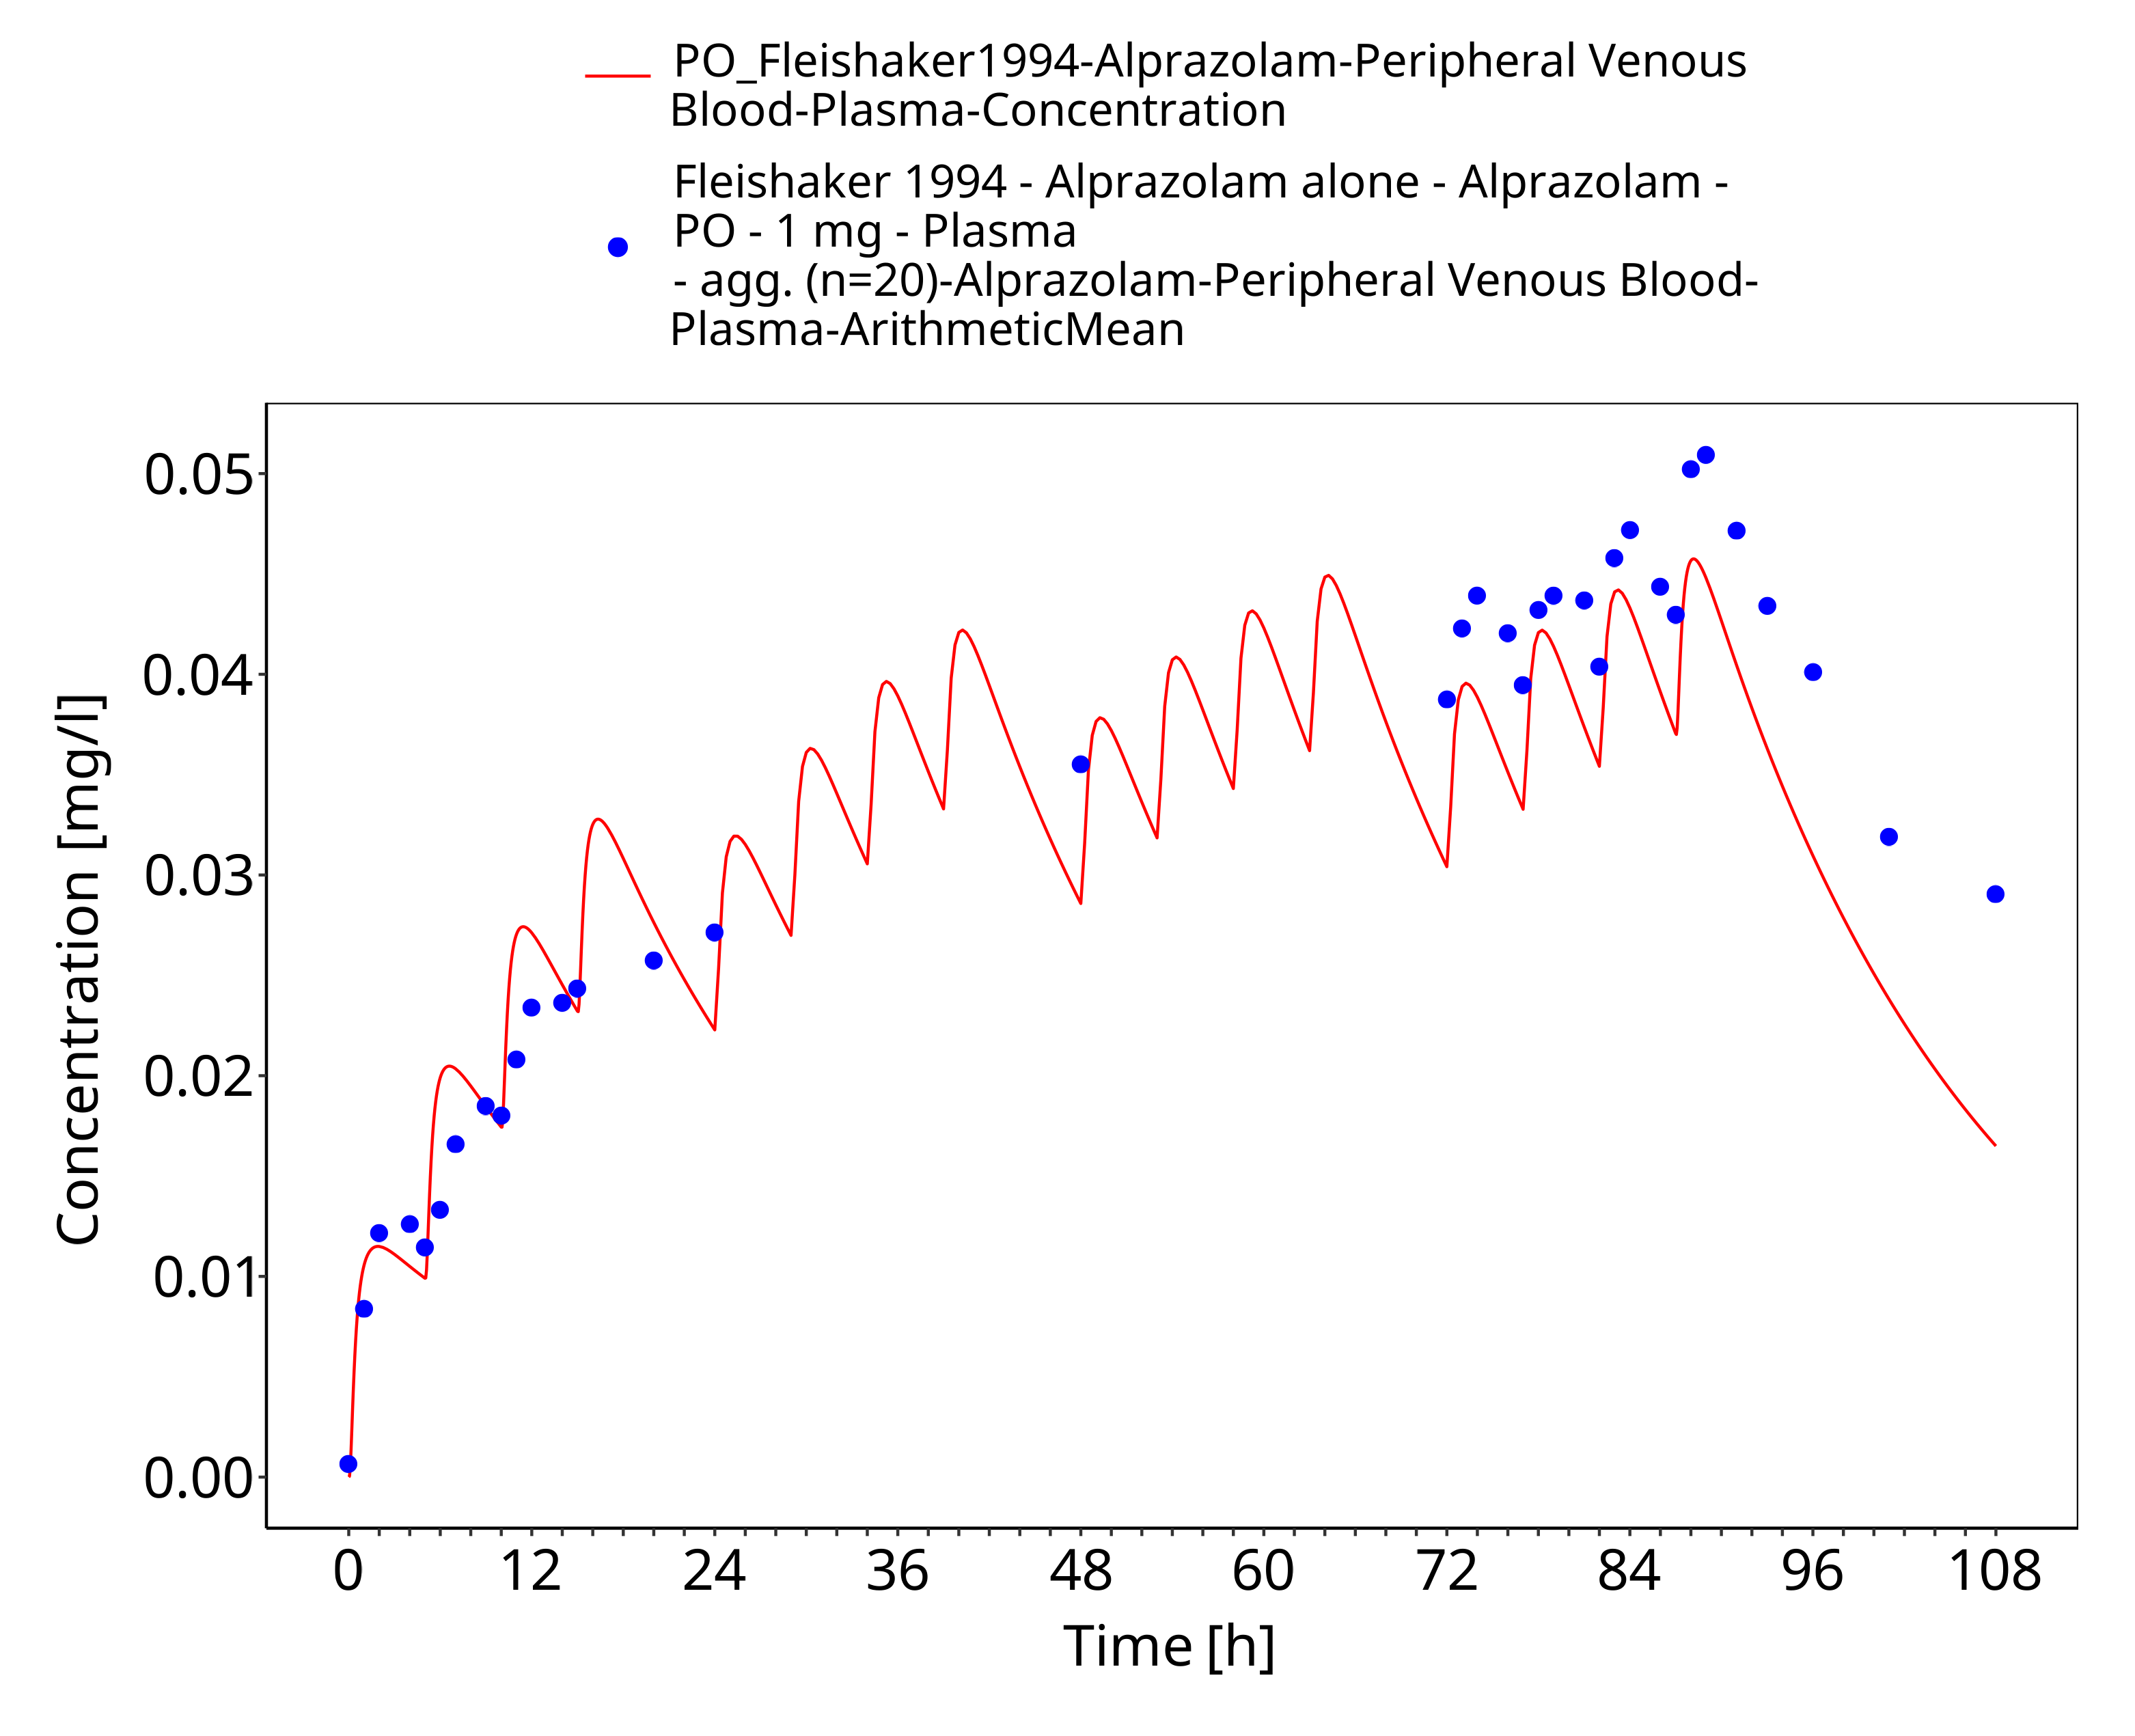 PO_Fleishaker1994-Alprazolam-Peripheral Venous
Blood-Plasma-Concentration
Fleishaker 1994 - Alprazolam alone - Alprazolam -
PO - 1 mg - Plasma
- agg. (n=20)-Alprazolam-Peripheral Venous Blood-
Plasma-ArithmeticMean
Concentration [mg/l]
0.05
0.04
0.03
0.02
0.01
0.00
0 12 24 36 48 60 72 84 96 108
Time [h]